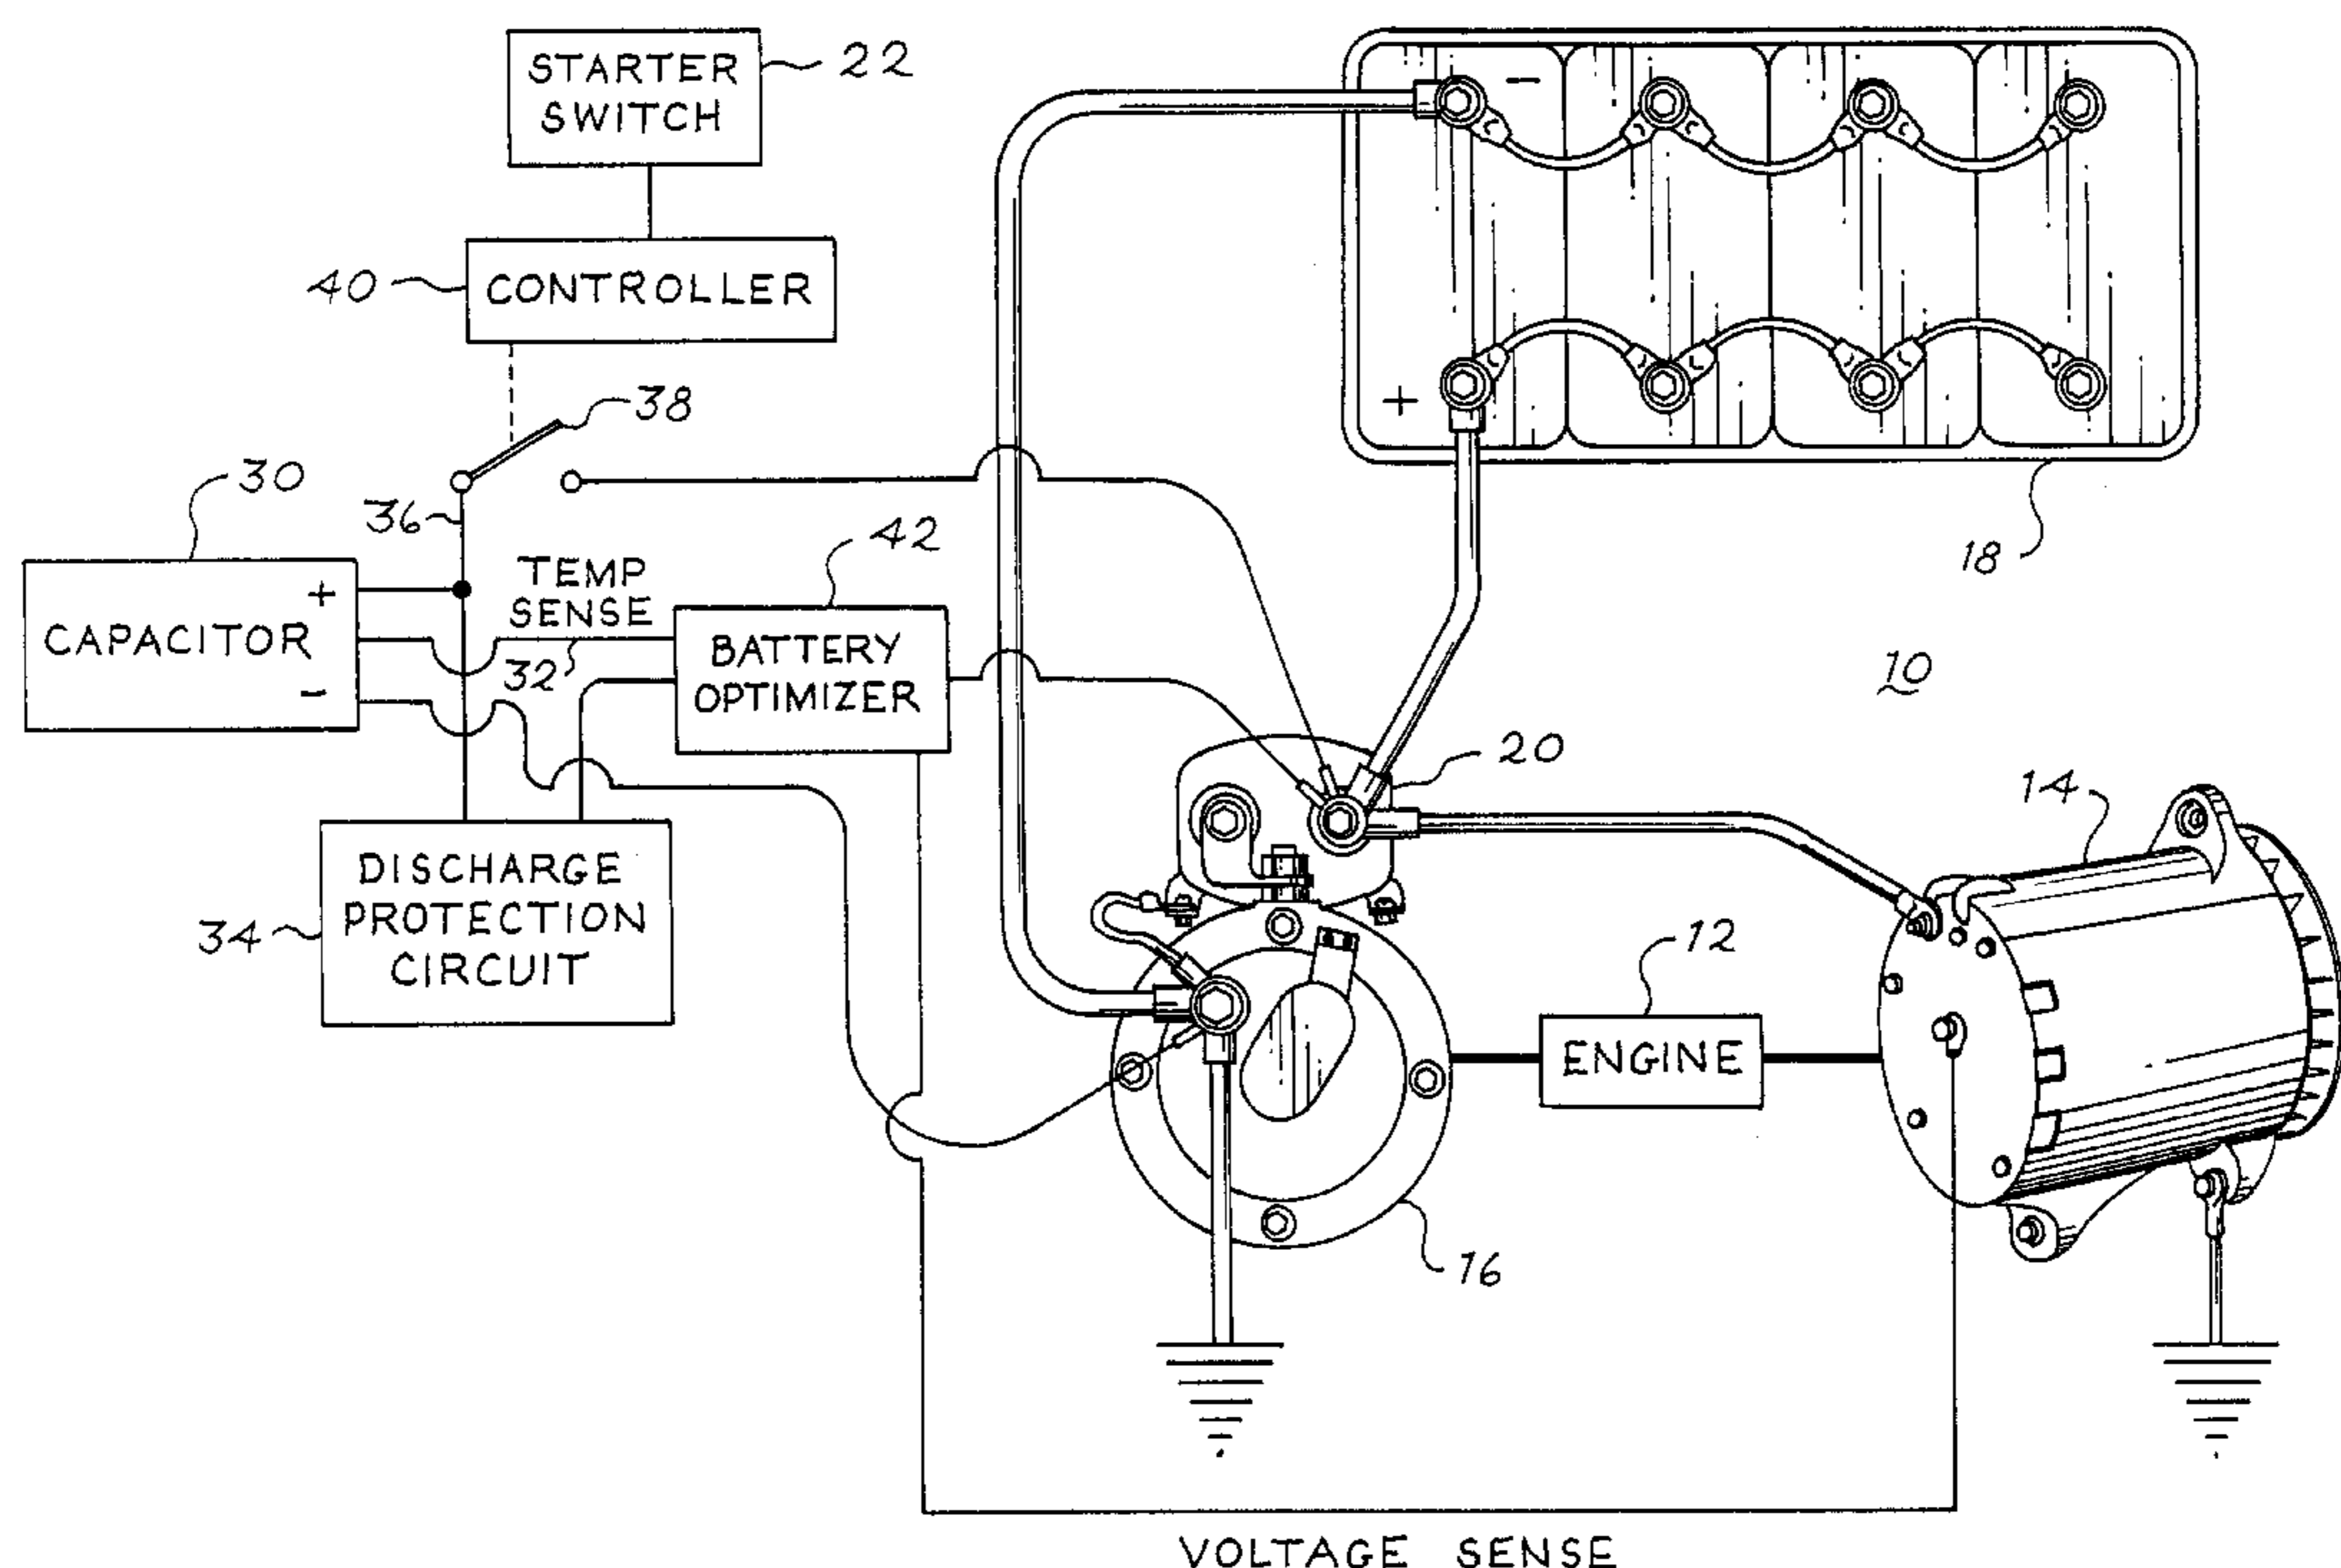 STARTER
SWITCH
22
40
CONTROLLER
38
30
36
+
CAPACITOR
-
TEMP
SENSE
32
42
BATTERY
OPTIMIZER
-
+
18
10
20
14
34
DISCHARGE
PROTECTION
CIRCUIT
12
ENGINE
16
VOLTAGE SENSE